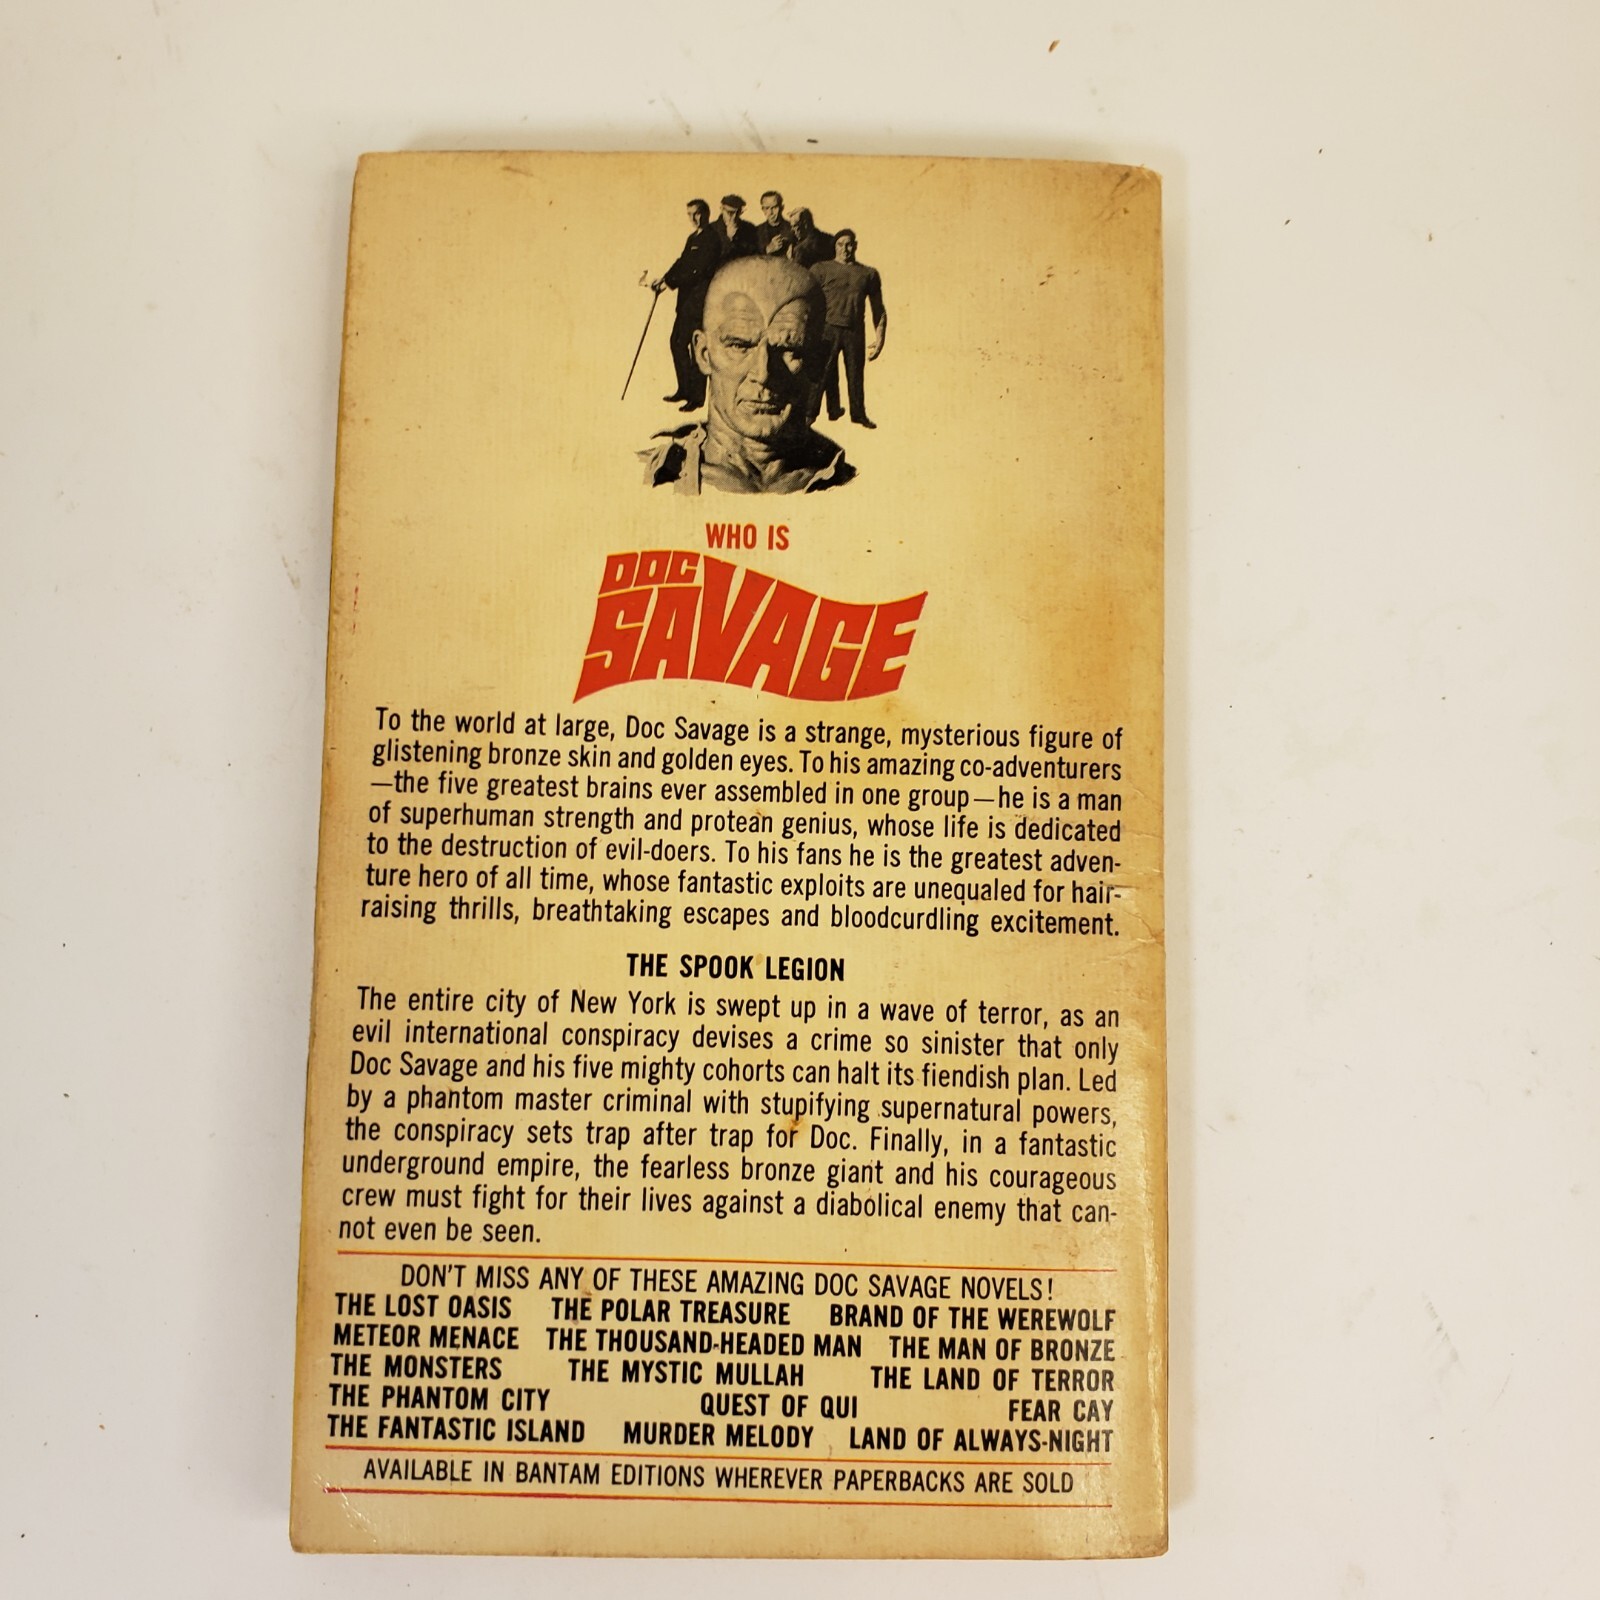 WHO IS
DOC
SAVAGE
To the world at large, Doc Savage is a strange, mysterious figure of
glistening bronze skin and golden eyes. To his amazing co-adventurers
—the five greatest brains ever assembled in one group—he is a man
of superhuman strength and protean genius, whose life is dedicated
to the destruction of evil-doers. To his fans he is the greatest adven-
ture hero of all time, whose fantastic exploits are unequaled for hair-
raising thrills, breathtaking escapes and bloodcurdling excitement.
THE SPOOK LEGION
The entire city of New York is swept up in a wave of terror, as an
evil international conspiracy devises a crime so sinister that only
Doc Savage and his five mighty cohorts can halt its fiendish plan. Led
by a phantom master criminal with stupifying supernatural powers,
the conspiracy sets trap after trap for Doc. Finally, in a fantastic
underground empire, the fearless bronze giant and his courageous
crew must fight for their lives against a diabolical enemy that can-
not even be seen.
DON'T MISS ANY OF THESE AMAZING DOC SAVAGE NOVELS!
THE LOST OASIS THE POLAR TREASURE BRAND OF THE WEREWOLF
METEOR MENACE THE THOUSAND-HEADED MAN THE MAN OF BRONZE
THE MONSTERS THE MYSTIC MULLAH THE LAND OF TERROR
THE PHANTOM CITY QUEST OF QUI FEAR CAY
THE FANTASTIC ISLAND MURDER MELODY LAND OF ALWAYS-NIGHT
AVAILABLE IN BANTAM EDITIONS WHEREVER PAPERBACKS ARE SOLD